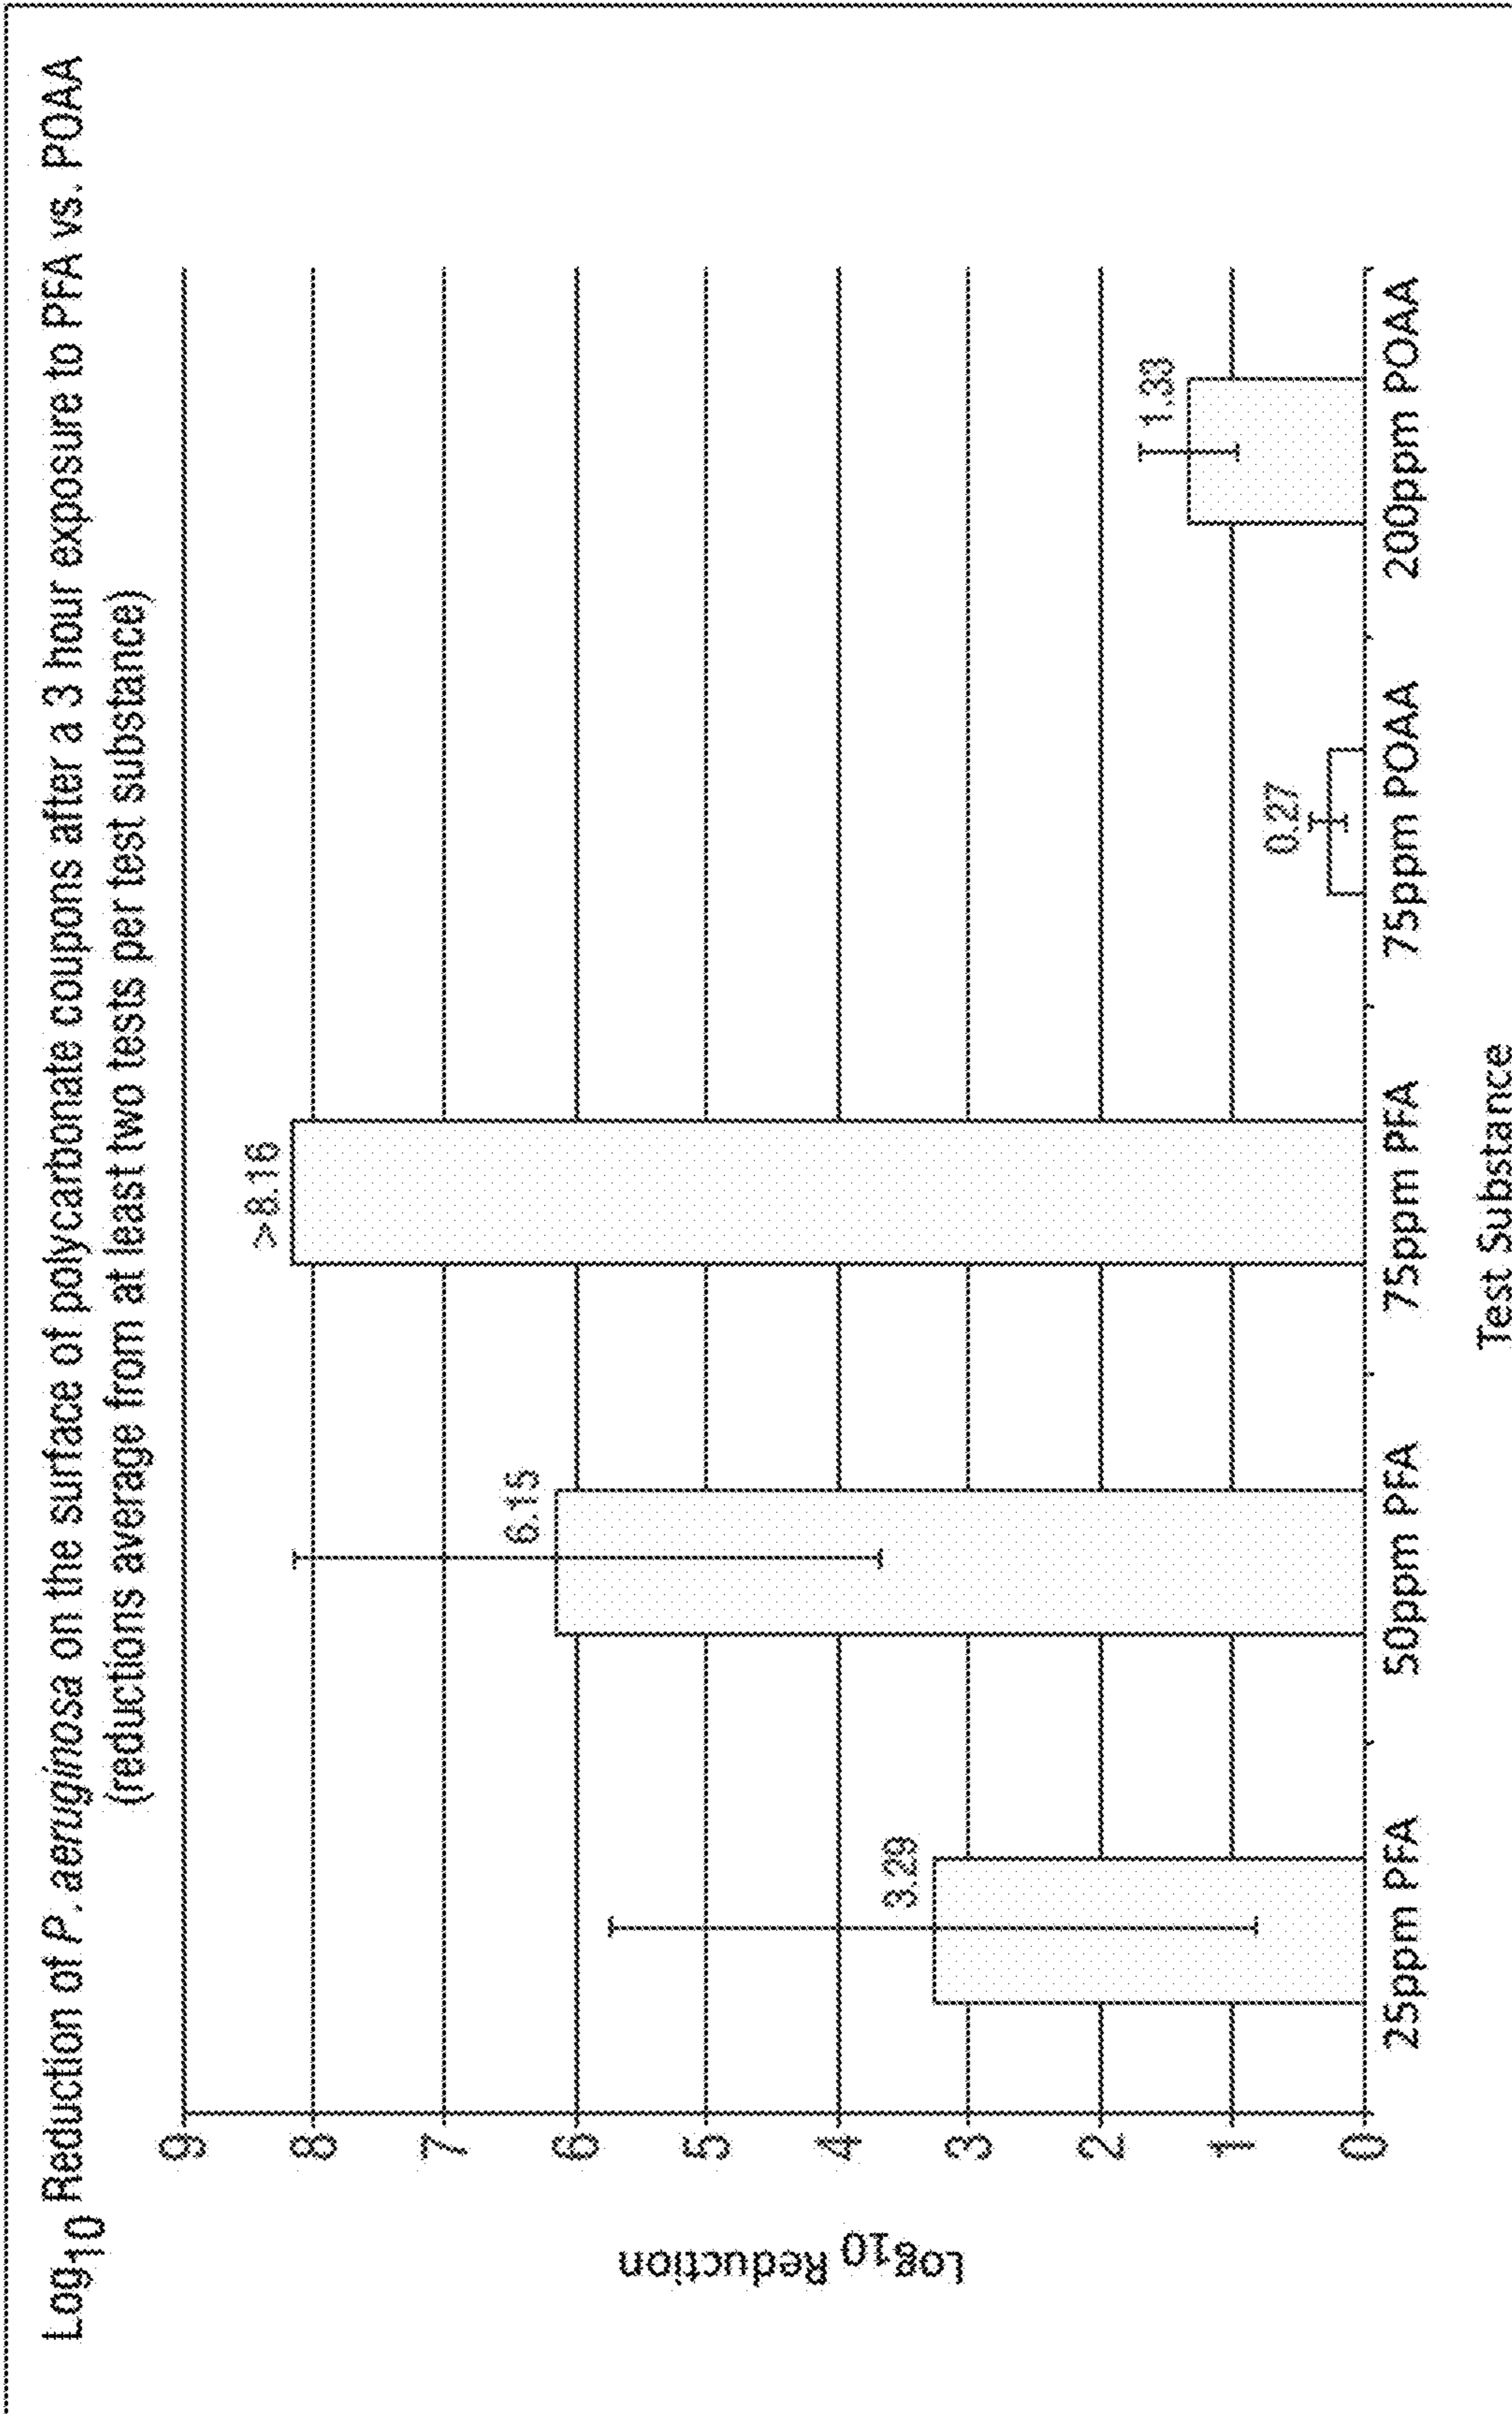 Log10 Reduction of P. aeruginosa on the surface of polycarbonate coupons after a 3 hour exposure to PFA vs. POAA
(reductions average from at least two tests per test substance)
9
8
7
6
5
4
3
2
1
0
Log10 Reduction
3.29
6.15
>8.16
0.27
1.33
25ppm PFA
50ppm PFA
75ppm PFA
75ppm POAA
200ppm POAA
Test Substance